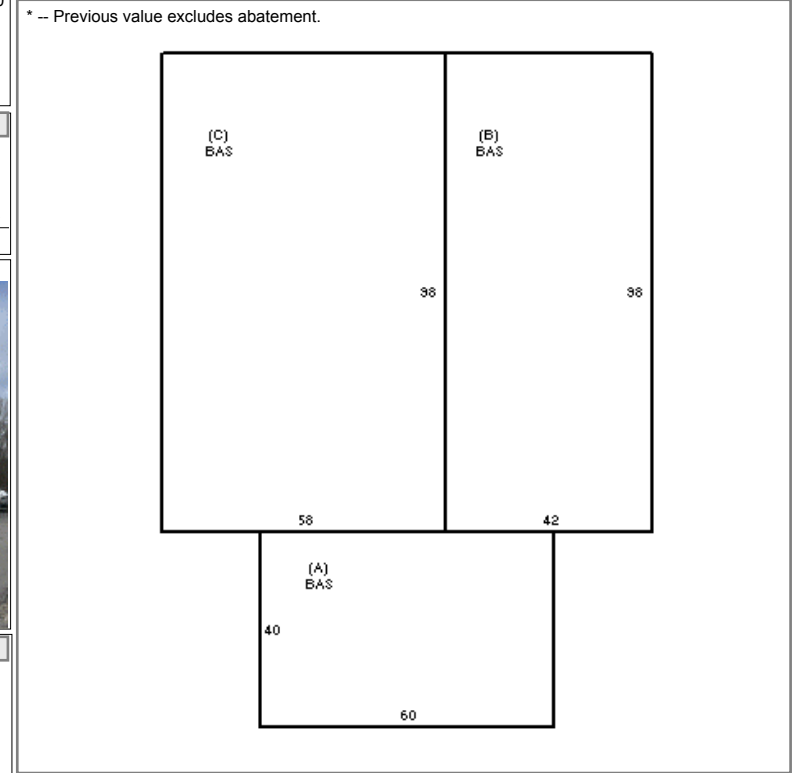 * -- Previous value excludes abatement.
(C)
BAS
(B)
BAS
98
98
58
42
(A)
BAS
40
60